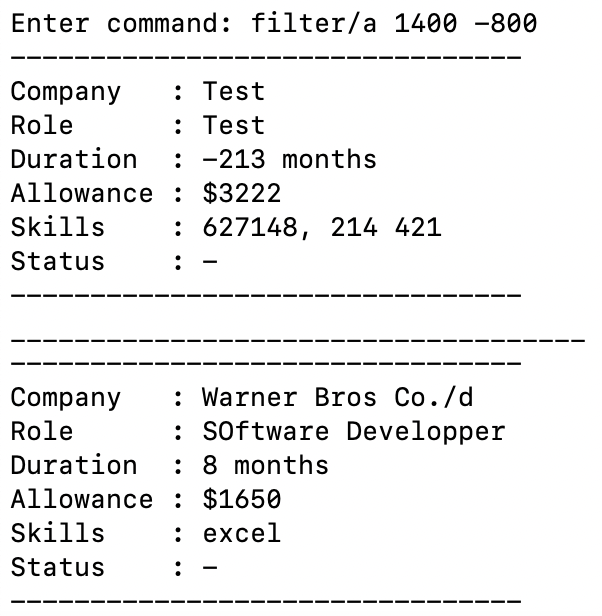 Enter command: filter/a 1400 -800
--------------------------------
Company   : Test
Role      : Test
Duration  : -213 months
Allowance : $3222
Skills    : 627148, 214 421
Status    : -
--------------------------------
____________________________________
--------------------------------
Company   : Warner Bros Co./d
Role      : SOftware Developper
Duration  : 8 months
Allowance : $1650
Skills    : excel
Status    : -
--------------------------------